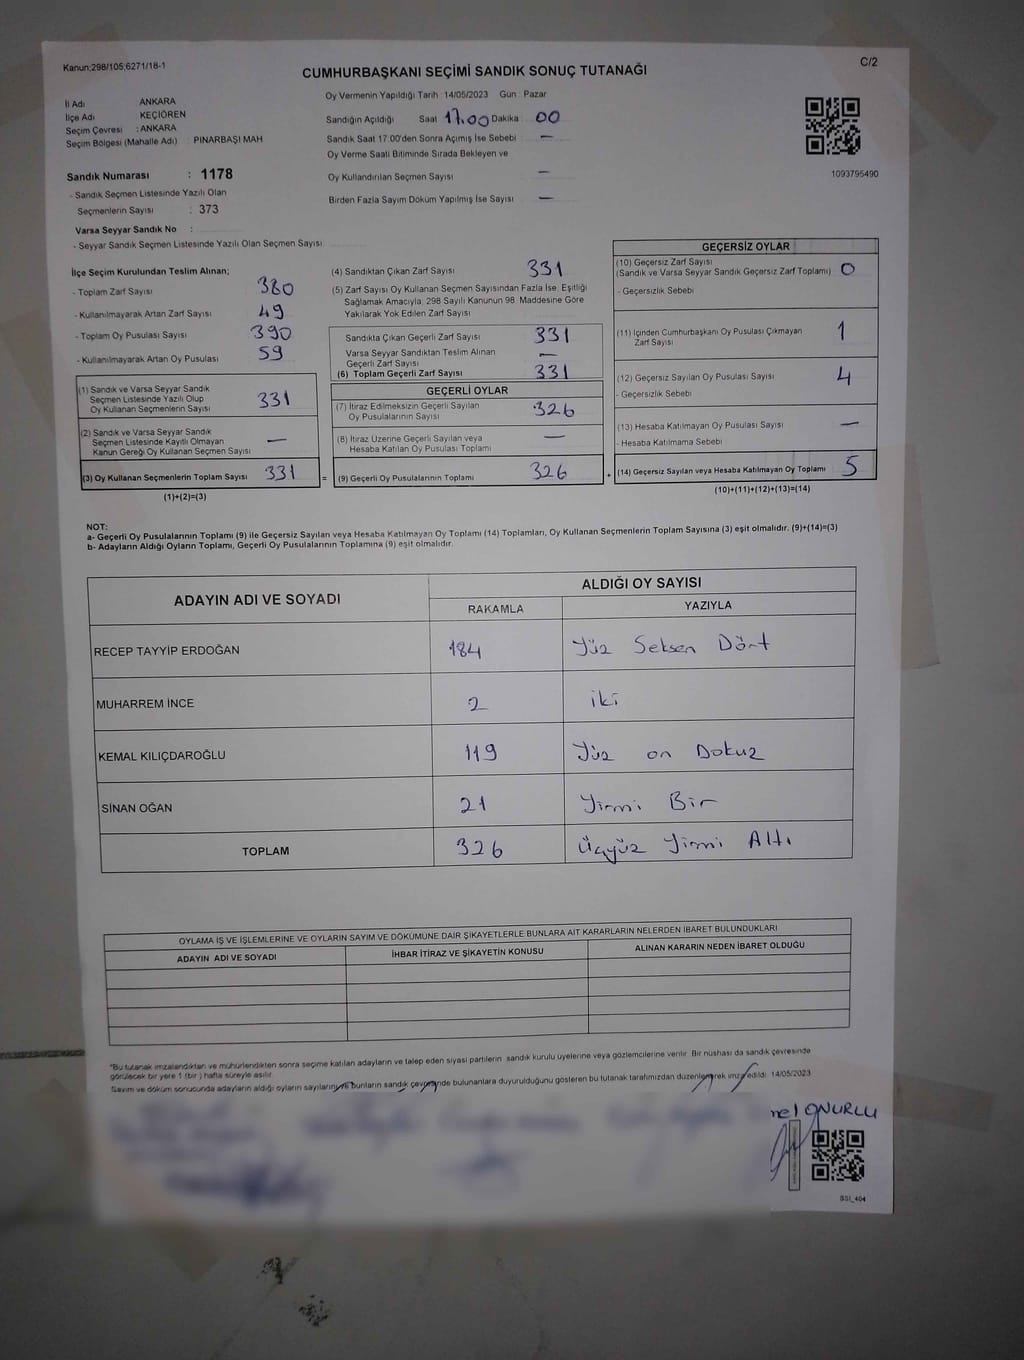 Kanun;298/105;6271/18-1
C/2
CUMHURBAŞKANI SEÇİMİ SANDIK SONUÇ TUTANAĞI
İl Adı ANKARA
İlçe Adı KEÇİÖREN
Seçim Çevresi : ANKARA
Seçim Bölgesi (Mahalle Adı) : PINARBAŞI MAH
Oy Vermenin Yapıldığı Tarih : 14/05/2023 Gün : Pazar
Sandığın Açıldığı Saat 17.00 Dakika 00
Sandık Saat 17:00'den Sonra Açımış İse Sebebi —
Oy Verme Saati Bitiminde Sırada Bekleyen ve
Oy Kullandırılan Seçmen Sayısı —
Birden Fazla Sayım Döküm Yapılmış İse Sayısı —
1093795490
Sandık Numarası : 1178
- Sandık Seçmen Listesinde Yazılı Olan
Seçmenlerin Sayısı : 373
Varsa Seyyar Sandık No :
- Seyyar Sandık Seçmen Listesinde Yazılı Olan Seçmen Sayısı
İlçe Seçim Kurulundan Teslim Alınan;
- Toplam Zarf Sayısı 380
- Kullanılmayarak Artan Zarf Sayısı 49
- Toplam Oy Pusulası Sayısı 390
- Kullanılmayarak Artan Oy Pusulası 59
(1) Sandık ve Varsa Seyyar Sandık
Seçmen Listesinde Yazılı Olup
Oy Kullanan Seçmenlerin Sayısı 331
(2) Sandık ve Varsa Seyyar Sandık
Seçmen Listesinde Kayıtlı Olmayan
Kanun Gereği Oy Kullanan Seçmen Sayısı —
(3) Oy Kullanan Seçmenlerin Toplam Sayısı 331
(1)+(2)=(3)
=
(4) Sandıktan Çıkan Zarf Sayısı 331
(5) Zarf Sayısı Oy Kullanan Seçmen Sayısından Fazla İse, Eşitliği
Sağlamak Amacıyla, 298 Sayılı Kanunun 98. Maddesine Göre
Yakılarak Yok Edilen Zarf Sayısı
Sandıkta Çıkan Geçerli Zarf Sayısı 331
Varsa Seyyar Sandıktan Teslim Alınan
Geçerli Zarf Sayısı —
(6) Toplam Geçerli Zarf Sayısı 331
GEÇERLİ OYLAR
(7) İtiraz Edilmeksizin Geçerli Sayılan
Oy Pusulalarının Sayısı 326
(8) İtiraz Üzerine Geçerli Sayılan veya
Hesaba Katılan Oy Pusulası Toplamı —
(9) Geçerli Oy Pusulalarının Toplamı 326
+
GEÇERSİZ OYLAR
(10) Geçersiz Zarf Sayısı
(Sandık ve Varsa Seyyar Sandık Geçersiz Zarf Toplamı) 0
- Geçersizlik Sebebi
(11) İçinden Cumhurbaşkanı Oy Pusulası Çıkmayan
Zarf Sayısı 1
(12) Geçersiz Sayılan Oy Pusulası Sayısı 4
- Geçersizlik Sebebi
(13) Hesaba Katılmayan Oy Pusulası Sayısı —
- Hesaba Katılmama Sebebi
(14) Geçersiz Sayılan veya Hesaba Katılmayan Oy Toplamı 5
(10)+(11)+(12)+(13)=(14)
NOT:
a- Geçerli Oy Pusulalarının Toplamı (9) ile Geçersiz Sayılan veya Hesaba Katılmayan Oy Toplamı (14) Toplamları, Oy Kullanan Seçmenlerin Toplam Sayısına (3) eşit olmalıdır. (9)+(14)=(3)
b- Adayların Aldığı Oyların Toplamı, Geçerli Oy Pusulalarının Toplamına (9) eşit olmalıdır.
ADAYIN ADI VE SOYADI
ALDIĞI OY SAYISI
RAKAMLA YAZIYLA
RECEP TAYYİP ERDOĞAN 184 Yüz Seksen Dört
MUHARREM İNCE 2 iki
KEMAL KILIÇDAROĞLU 119 Yüz on Dokuz
SİNAN OĞAN 21 Yirmi Bir
TOPLAM 326 Üçyüz Yirmi Altı
OYLAMA İŞ VE İŞLEMLERİNE VE OYLARIN SAYIM VE DÖKÜMÜNE DAİR ŞİKAYETLERLE BUNLARA AİT KARARLARIN NELERDEN İBARET BULUNDUKLARI
ADAYIN ADI VE SOYADI İHBAR İTİRAZ VE ŞİKAYETİN KONUSU ALINAN KARARIN NEDEN İBARET OLDUĞU
*Bu tutanak imzalandıktan ve mühürlendikten sonra seçime katılan adayların ve talep eden siyasi partilerin sandık kurulu üyelerine veya gözlemcilerine verilir. Bir nüshası da sandık çevresinde
görülecek bir yere 1 (bir) hafta süreyle asılır.
Sayım ve döküm sonucunda adayların aldığı oyların sayılarını ve bunların sandık çevresinde bulunanlara duyurulduğunu gösteren bu tutanak tarafımızdan düzenlenerek imza edildi. 14/05/2023
nel ONURLU
SSI_404